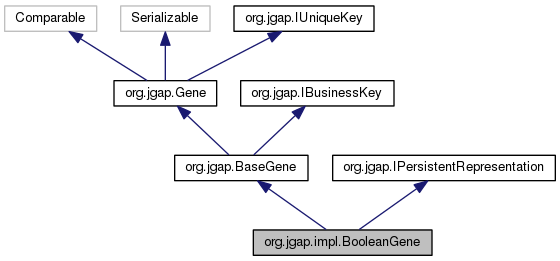 Comparable
Serializable
org.jgap.IUniqueKey
org.jgap.Gene
org.jgap.IBusinessKey
org.jgap.BaseGene
org.jgap.IPersistentRepresentation
org.jgap.impl.BooleanGene